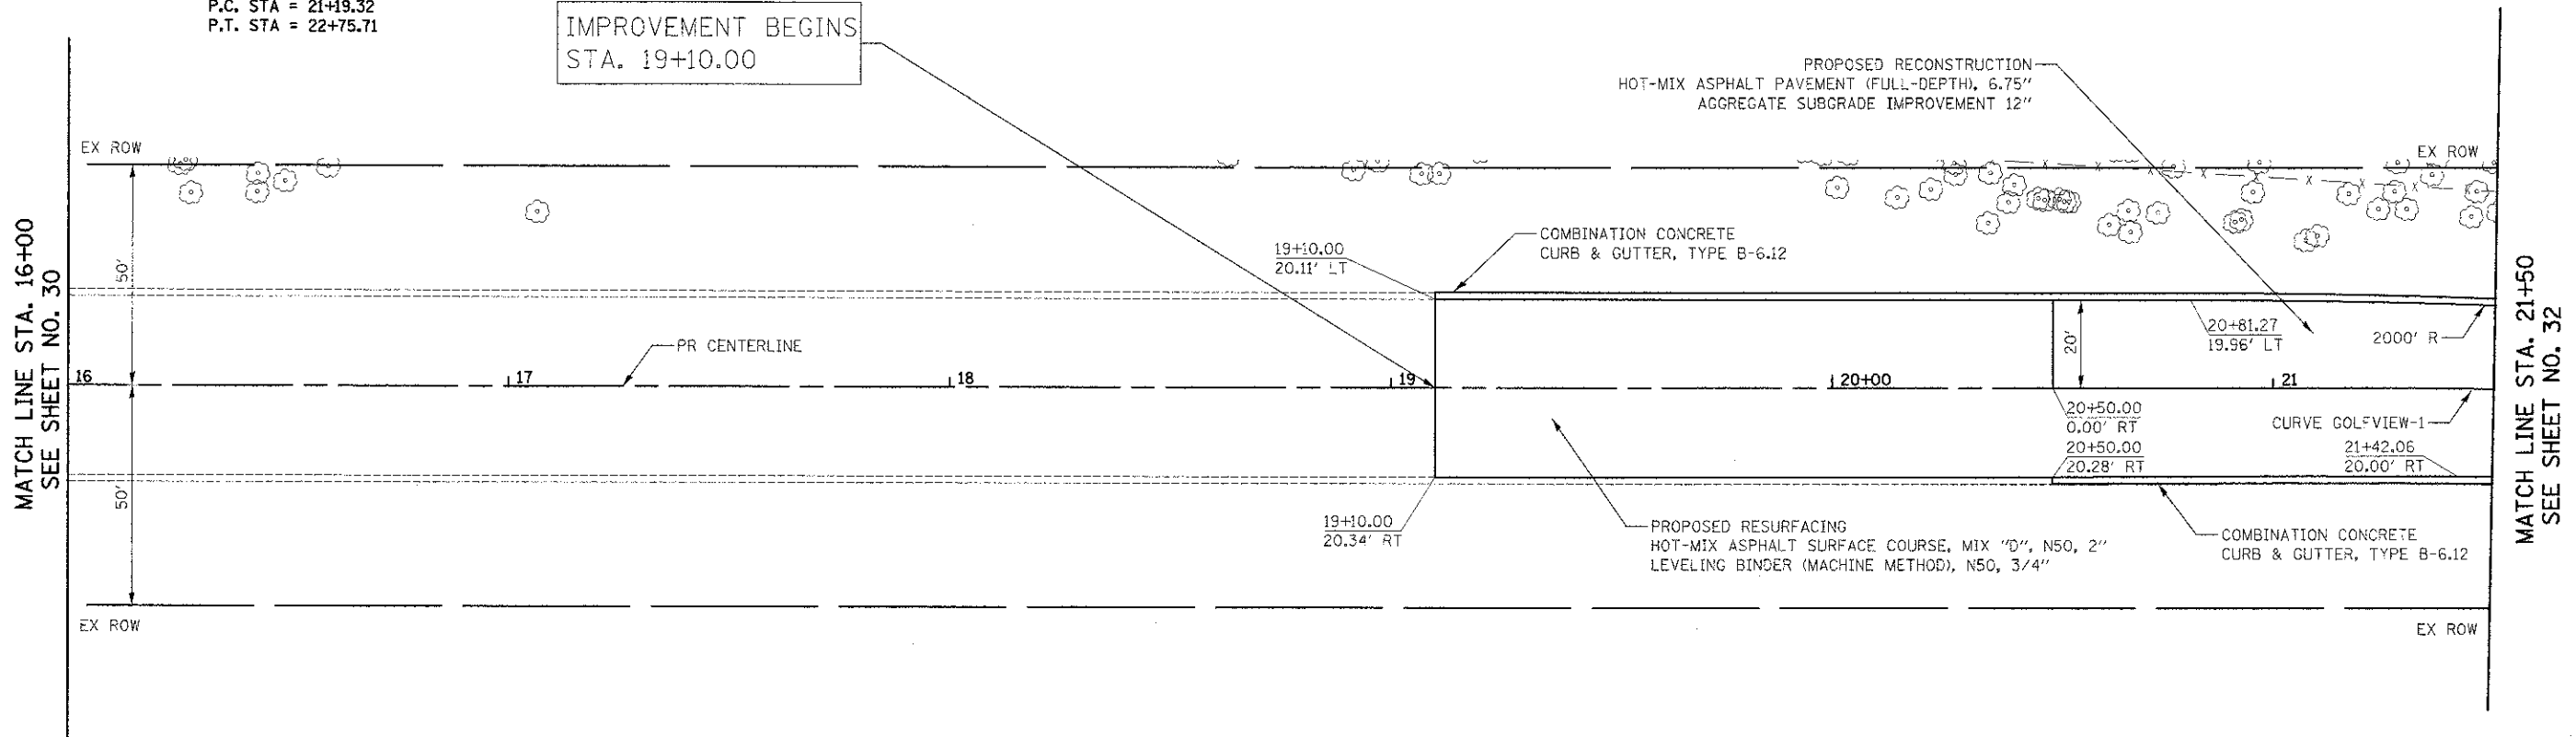 P.C. STA = 21+19.32
P.T. STA = 22+75.71
IMPROVEMENT BEGINS
STA. 19+10.00
PROPOSED RECONSTRUCTION
HOT-MIX ASPHALT PAVEMENT (FULL-DEPTH), 6.75"
AGGREGATE SUBGRADE IMPROVEMENT 12"
EX ROW
EX ROW
MATCH LINE STA. 16+00
SEE SHEET NO. 30
50'
50'
COMBINATION CONCRETE
CURB & GUTTER, TYPE B-6.12
19+10.00
20.11' LT
PR CENTERLINE
16
17
18
19
20+00
21
20'
20+81.27
19.96' LT
2000' R
20+50.00
0.00' RT
20+50.00
20.28' RT
CURVE GOLFVIEW-1
21+42.06
20.00' RT
19+10.00
20.34' RT
PROPOSED RESURFACING
HOT-MIX ASPHALT SURFACE COURSE, MIX "D", N50, 2"
LEVELING BINDER (MACHINE METHOD), N50, 3/4"
COMBINATION CONCRETE
CURB & GUTTER, TYPE B-6.12
EX ROW
EX ROW
MATCH LINE STA. 21+50
SEE SHEET NO. 32